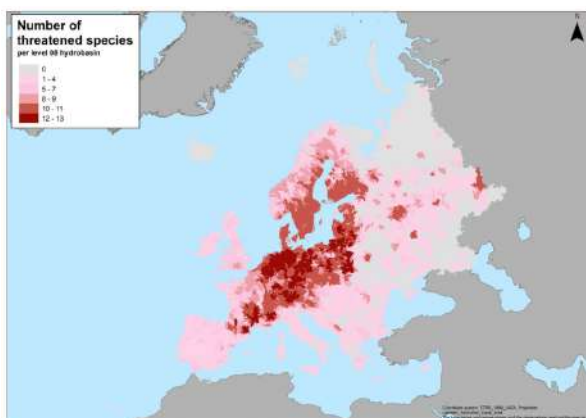 Number of
threatened species
per level 08 hydrobasin
0
1 - 4
5 - 7
8 - 9
10 - 11
12 - 13
N